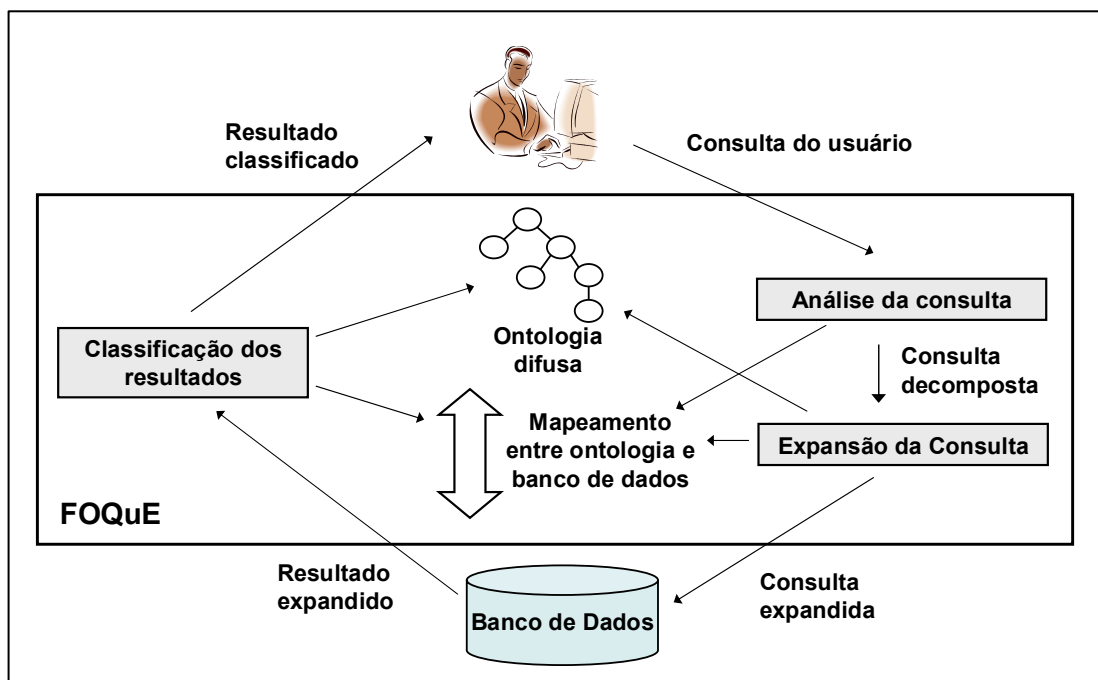 Resultado
classificado
Consulta do usuário
Análise da consulta
Ontologia
difusa
Classificação dos
resultados
Consulta
decomposta
Mapeamento
entre ontologia e
banco de dados
Expansão da Consulta
FOQuE
Resultado
expandido
Consulta
expandida
Banco de Dados